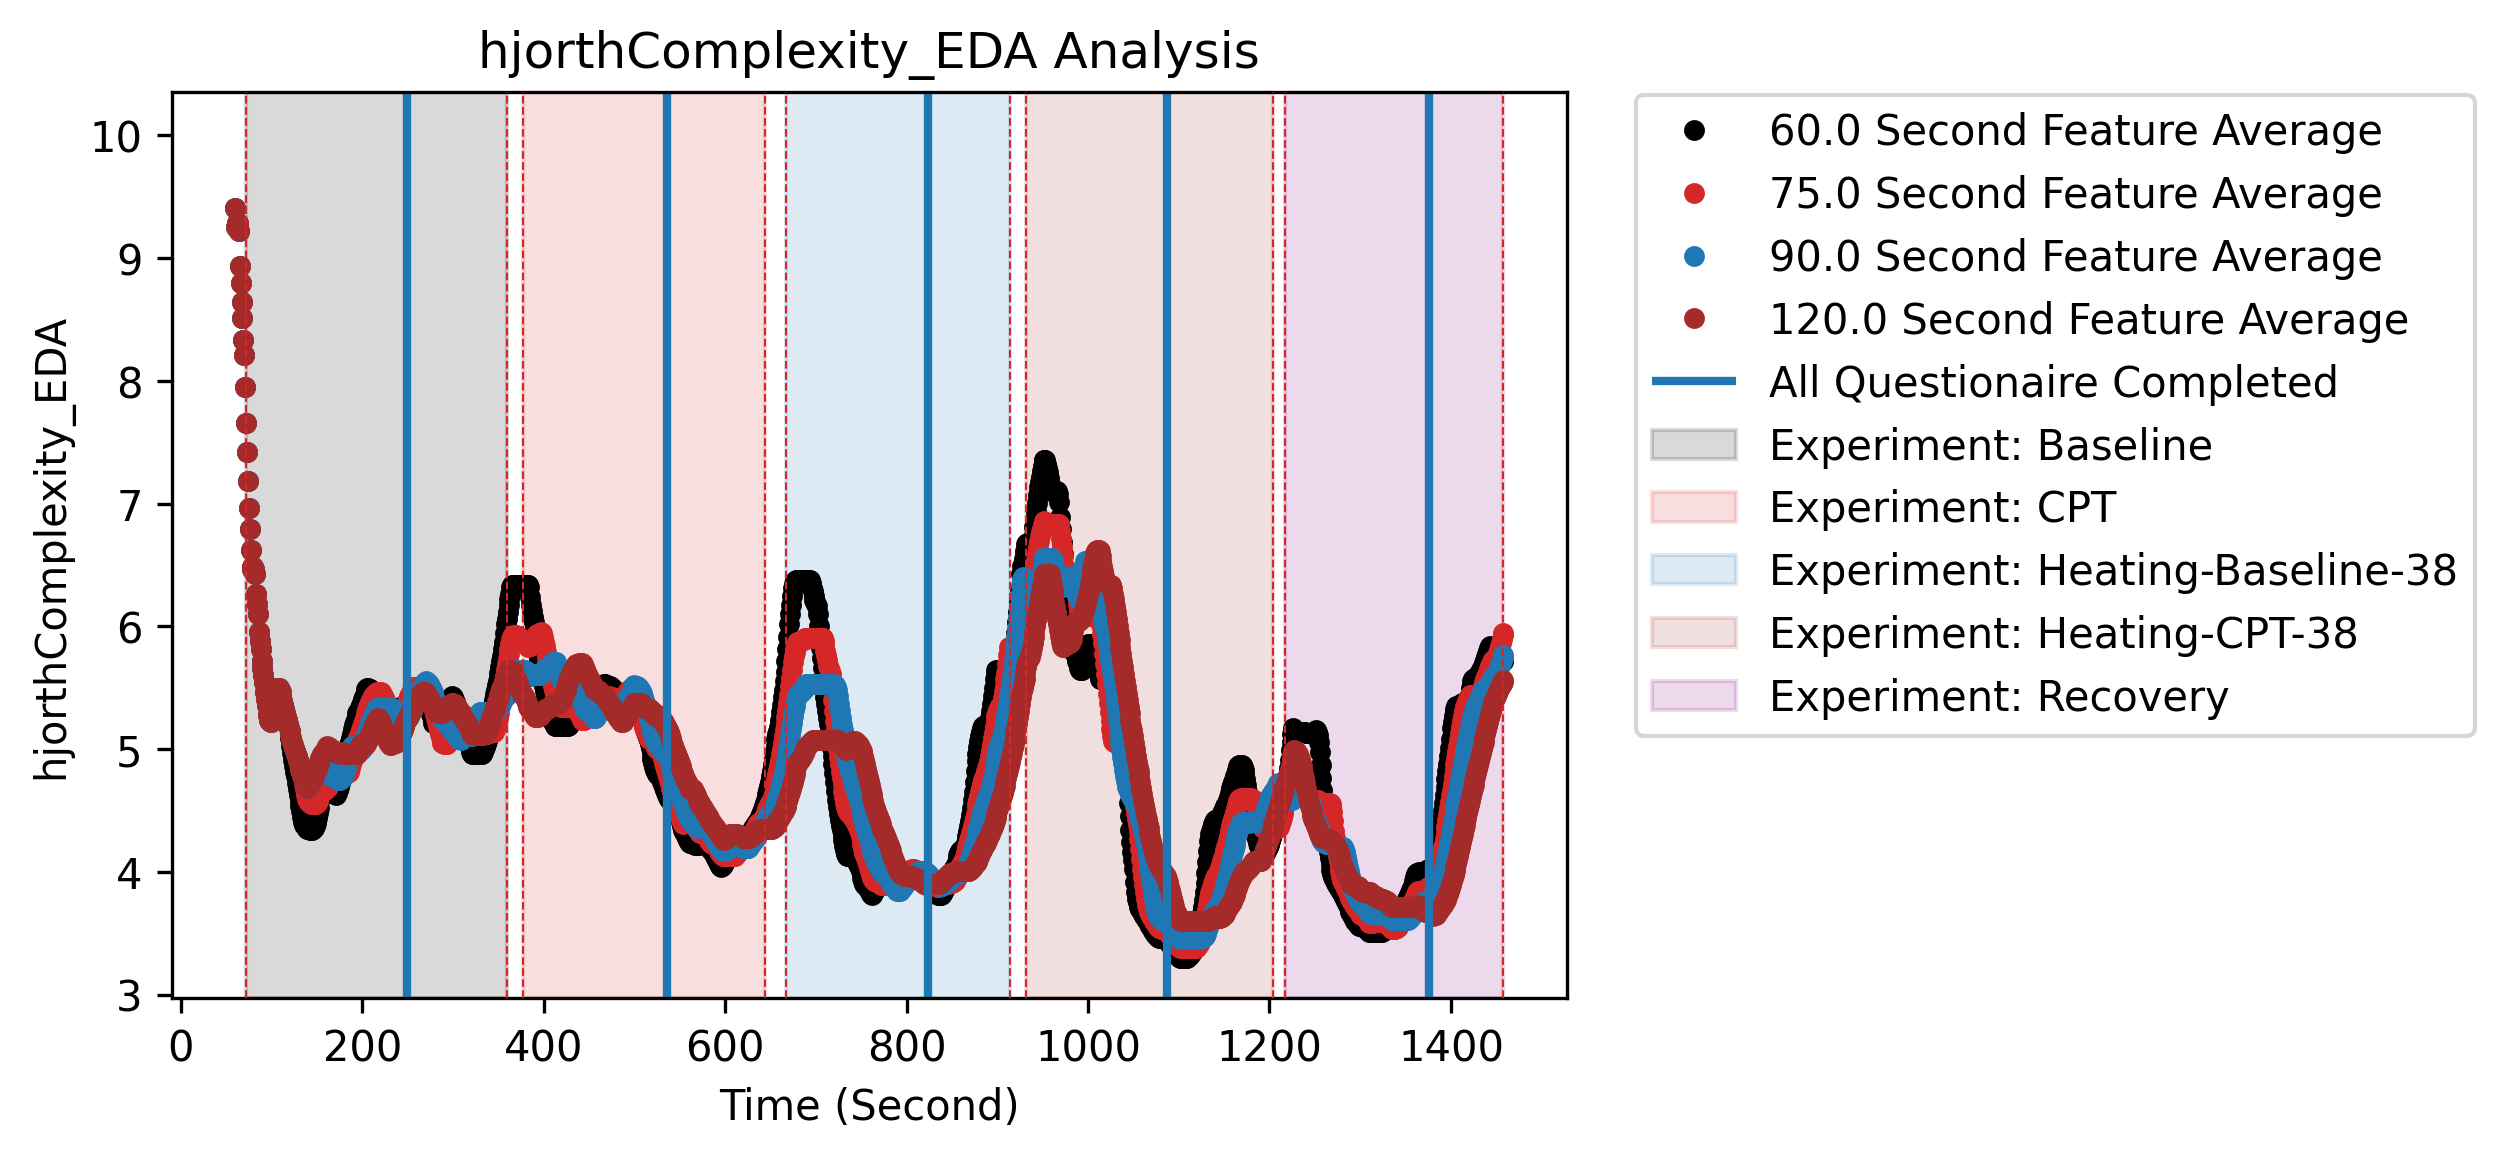 hjorthComplexity_EDA Analysis
hjorthComplexity_EDA
10
9
8
7
6
5
4
3
0 200 400 600 800 1000 1200 1400
Time (Second)
60.0 Second Feature Average
75.0 Second Feature Average
90.0 Second Feature Average
120.0 Second Feature Average
All Questionaire Completed
Experiment: Baseline
Experiment: CPT
Experiment: Heating-Baseline-38
Experiment: Heating-CPT-38
Experiment: Recovery